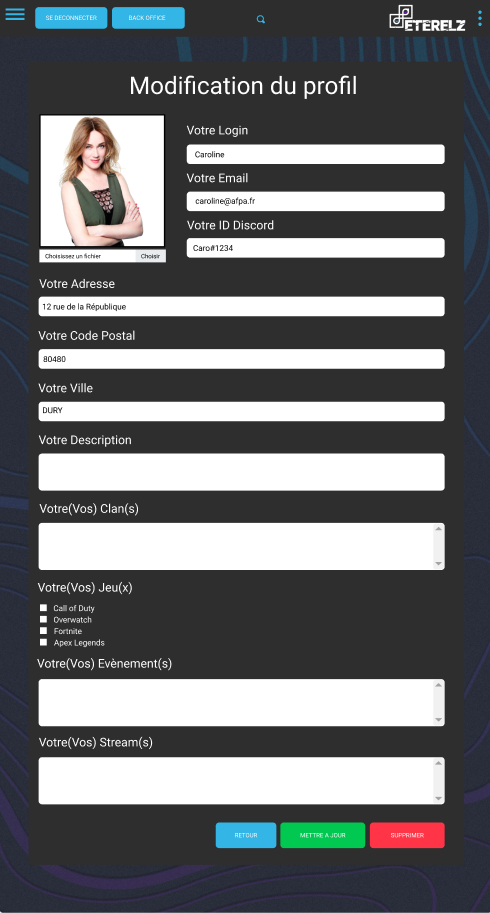 SE DECONNECTER
BACK OFFICE
ETERELZ
Modification du profil
Votre Login
Caroline
Votre Email
caroline@afpa.fr
Votre ID Discord
Caro#1234
Choisissez un fichier
Choisir
Votre Adresse
12 rue de la République
Votre Code Postal
80480
Votre Ville
DURY
Votre Description
Votre(Vos) Clan(s)
Votre(Vos) Jeu(x)
Call of Duty
Overwatch
Fortnite
Apex Legends
Votre(Vos) Evènement(s)
Votre(Vos) Stream(s)
RETOUR
METTRE A JOUR
SUPPRIMER